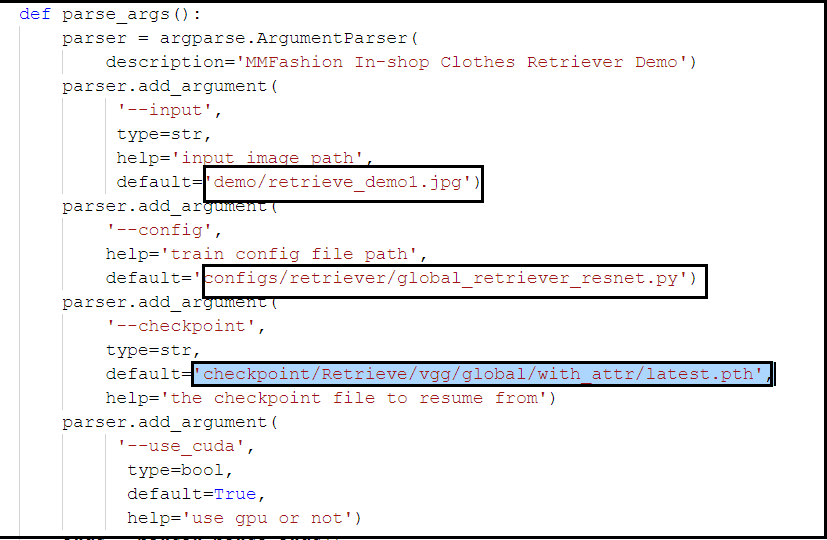 def parse_args():
parser = argparse.ArgumentParser(
description='MMFashion In-shop Clothes Retriever Demo')
parser.add_argument(
'--input',
type=str,
help='input image path',
default='demo/retrieve_demo1.jpg')
parser.add_argument(
'--config',
help='train config file path',
default='configs/retriever/global_retriever_resnet.py')
parser.add_argument(
'--checkpoint',
type=str,
default='checkpoint/Retrieve/vgg/global/with_attr/latest.pth',
help='the checkpoint file to resume from')
parser.add_argument(
'--use_cuda',
type=bool,
default=True,
help='use gpu or not')